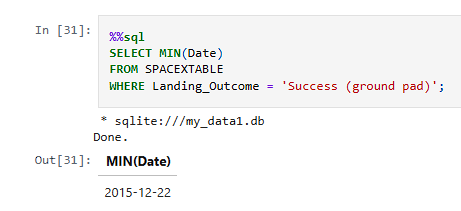 In [31]:
%%sql
SELECT MIN(Date)
FROM SPACEXTABLE
WHERE Landing_Outcome = 'Success (ground pad)';
* sqlite:///my_data1.db
Done.
Out[31]:
MIN(Date)
2015-12-22